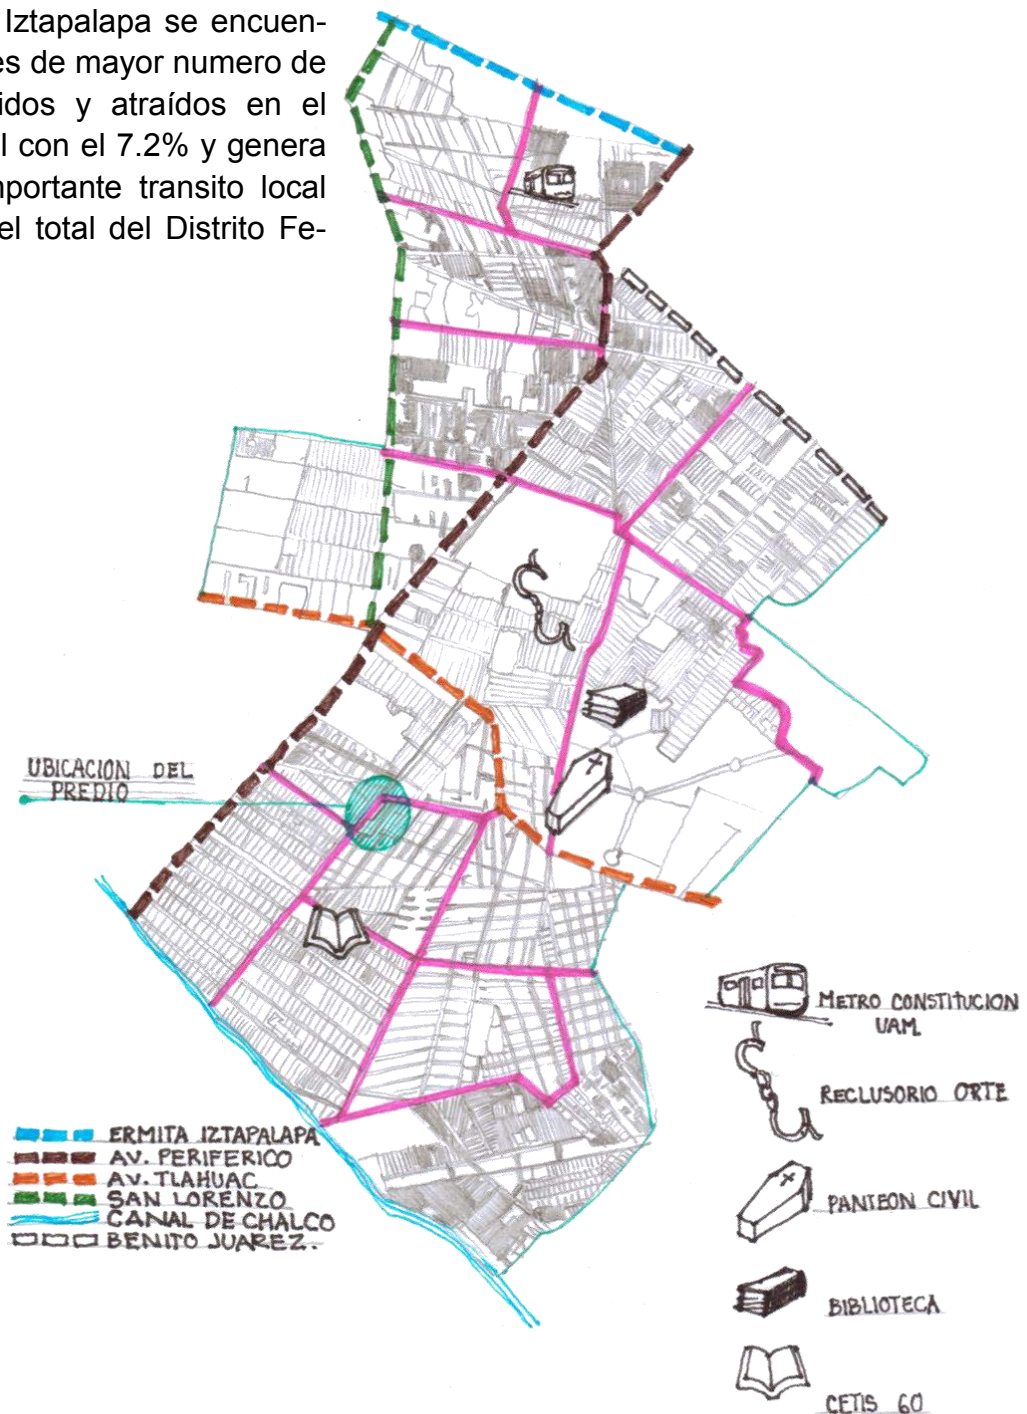 Iztapalapa se encuen-
es de mayor numero de
idos y atraídos en el
l con el 7.2% y genera
mportante transito local
el total del Distrito Fe-
1
UBICACION DEL
PREDIO
ERMITA IZTAPALAPA
AV. PERIFERICO
AV. TLAHUAC
SAN LORENZO
CANAL DE CHALCO
BENITO JUAREZ.
METRO CONSTITUCION
UAM
RECLUSORIO ORTE
PANTEON CIVIL
BIBLIOTECA
CETIS 60